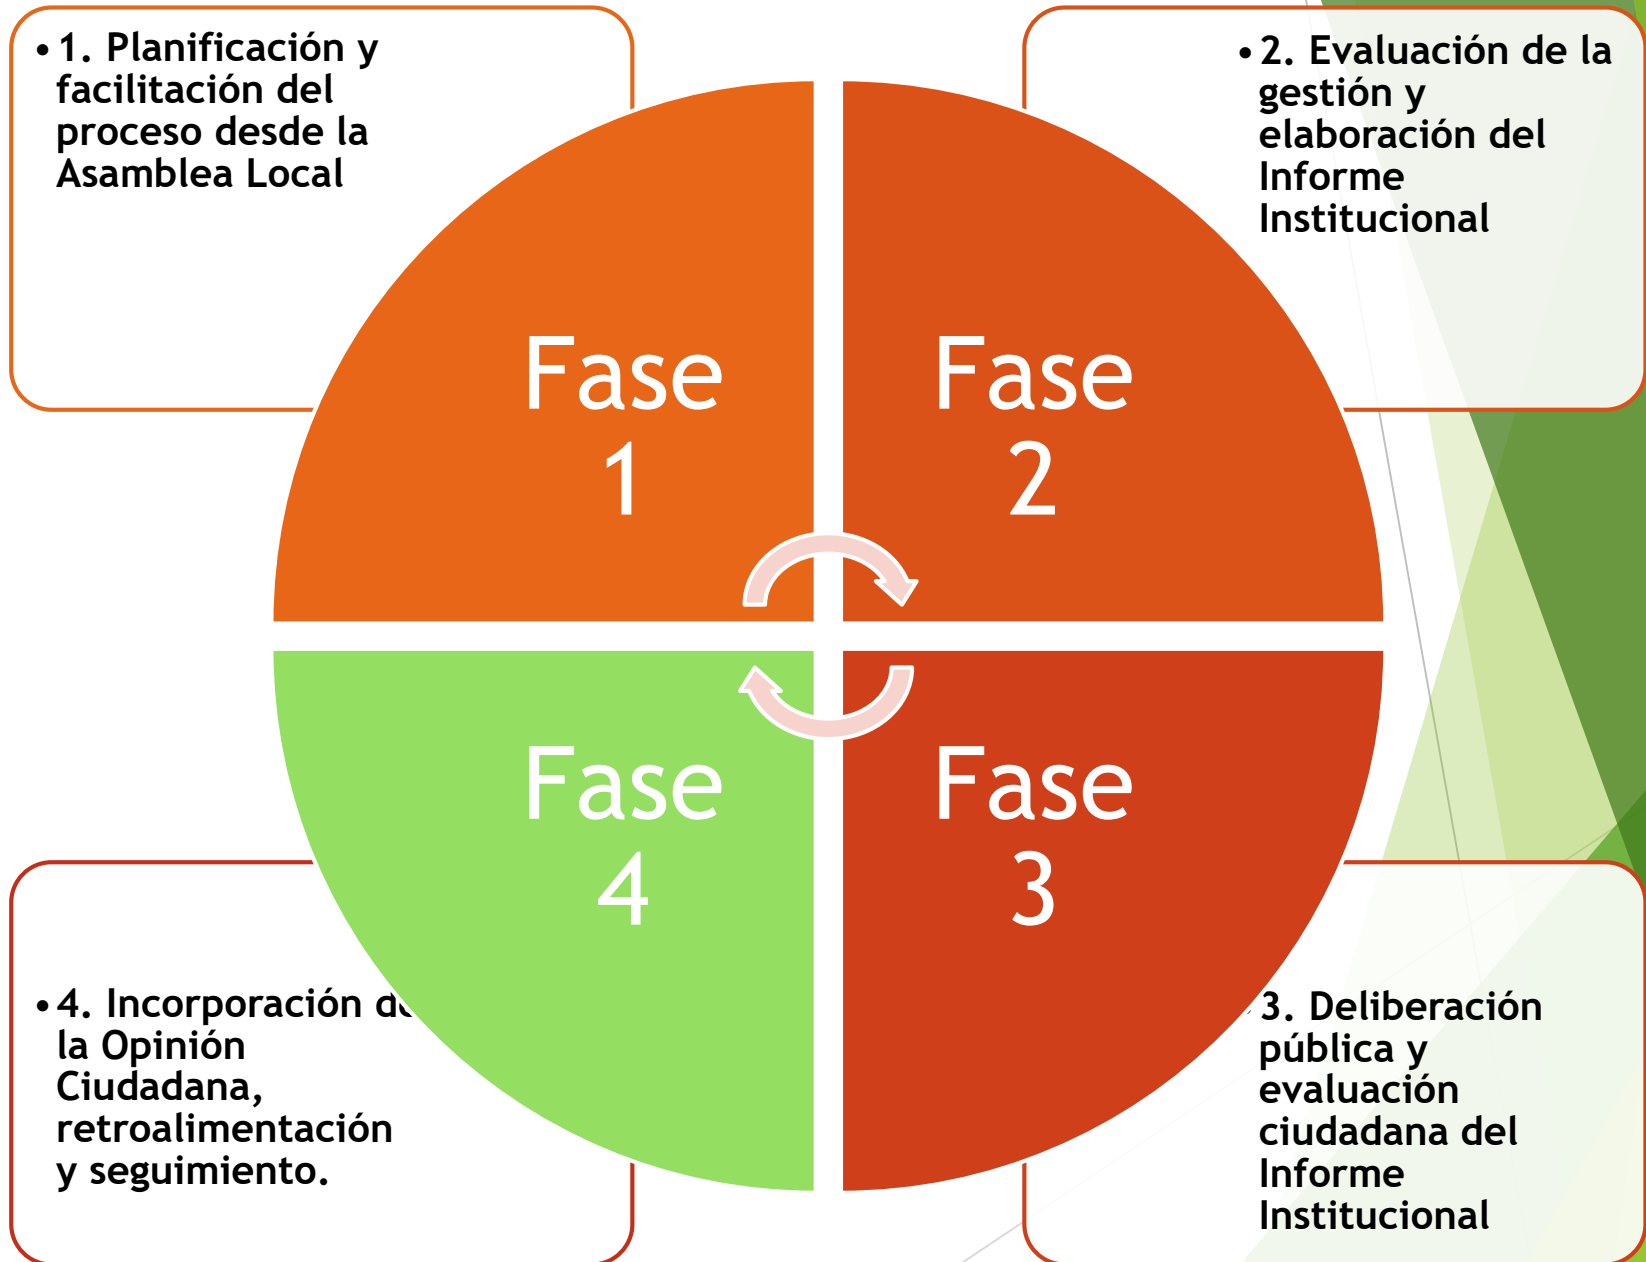 • 1. Planificación y
facilitación del
proceso desde la
Asamblea Local
• 2. Evaluación de la
gestión y
elaboración del
Informe
Institucional
Fase
1
Fase
2
Fase
4
Fase
3
• 4. Incorporación de
la Opinión
Ciudadana,
retroalimentación
y seguimiento.
3. Deliberación
pública y
evaluación
ciudadana del
Informe
Institucional